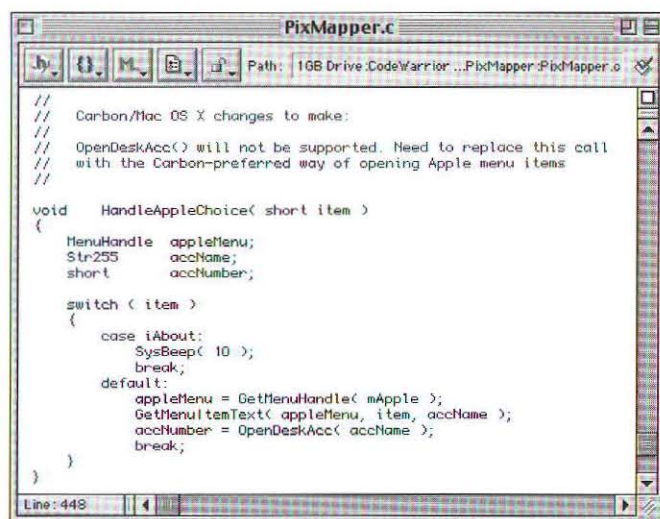 PixMapper.c
.h {} M. Path: 1GB Drive:CodeWarrior ...PixMapper:PixMapper.c
//
// Carbon/Mac OS X changes to make:
//
// OpenDeskAcc() will not be supported. Need to replace this call
// with the Carbon-preferred way of opening Apple menu items
//
void HandleAppleChoice( short item )
{
MenuHandle appleMenu;
Str255 accName;
short accNumber;
switch ( item )
{
case iAbout:
SysBeep( 10 );
break;
default:
appleMenu = GetMenuHandle( mApple );
GetMenuItemText( appleMenu, item, accName );
accNumber = OpenDeskAcc( accName );
break;
}
}
Line: 448